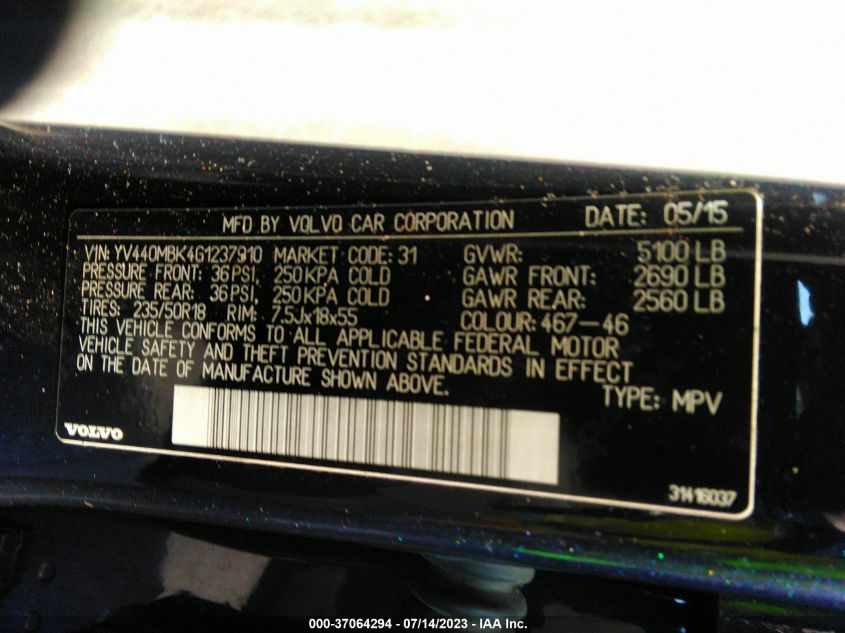 MFD BY VOLVO CAR CORPORATION DATE: 05/15
VIN: YV440MBK4G1237910 MARKET CODE: 31 GVWR: 5100 LB
PRESSURE FRONT: 36PSI, 250KPA COLD GAWR FRONT: 2690 LB
PRESSURE REAR: 36PSI, 250KPA COLD GAWR REAR: 2560 LB
TIRES: 235/50R18 RIM: 7.5Jx18x55 COLOUR: 467-46
THIS VEHICLE CONFORMS TO ALL APPLICABLE FEDERAL MOTOR
VEHICLE SAFETY AND THEFT PREVENTION STANDARDS IN EFFECT
ON THE DATE OF MANUFACTURE SHOWN ABOVE.
TYPE: MPV
VOLVO
31416037
000-37064294 - 07/14/2023 - IAA Inc.